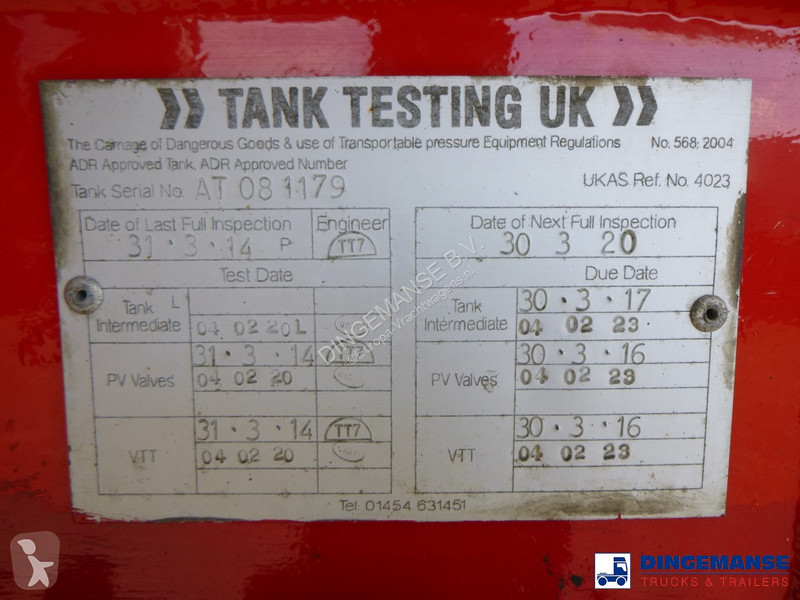 TANK TESTING UK
The Carriage of Dangerous Goods & use of Transportable pressure Equipment Regulations No. 568, 2004
ADR Approved Tank, ADR Approved Number
Tank Serial No. AT 08 1179 UKAS Ref. No. 4023
Date of Last Full Inspection Engineer Date of Next Full Inspection
31 · 3 · 14 P TT7 30 3 20
Test Date Due Date
Tank L 30 · 3 · 17
Intermediate 04 02 20 L Intermediate 04 02 23
Tank
31 · 3 · 14 TT7 30 · 3 · 16
PV Valves 04 02 20 PV Valves 04 02 23
31 · 3 · 14 TT7 30 · 3 · 16
VTT 04 02 20 VTT 04 02 23
Tel. 01454 631451
DINGEMANSE B.V.
DINGEMANSE
TRUCKS & TRAILERS